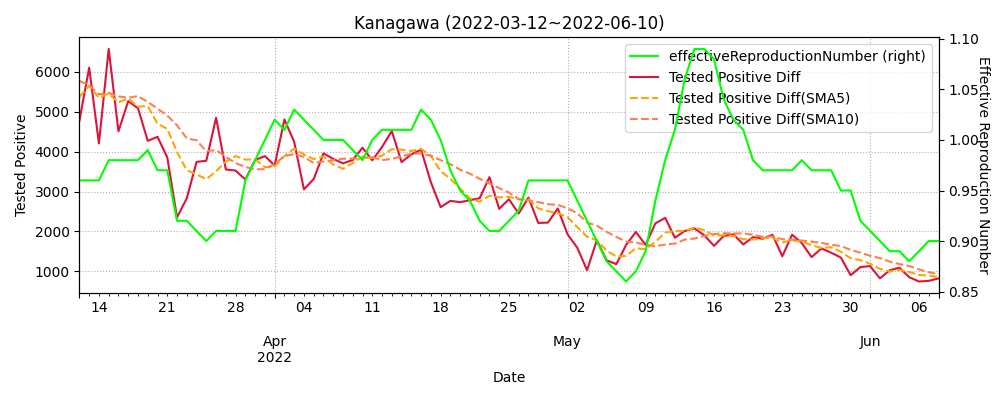 Kanagawa (2022-03-12~2022-06-10)
effectiveReproductionNumber (right)
Tested Positive Diff
Tested Positive Diff(SMA5)
Tested Positive Diff(SMA10)
Tested Positive
6000
5000
4000
3000
2000
1000
Effective Reproduction Number
1.10
1.05
1.00
0.95
0.90
0.85
14 21 28 04 11 18 25 02 09 16 23 30 06
Apr May Jun
2022
Date